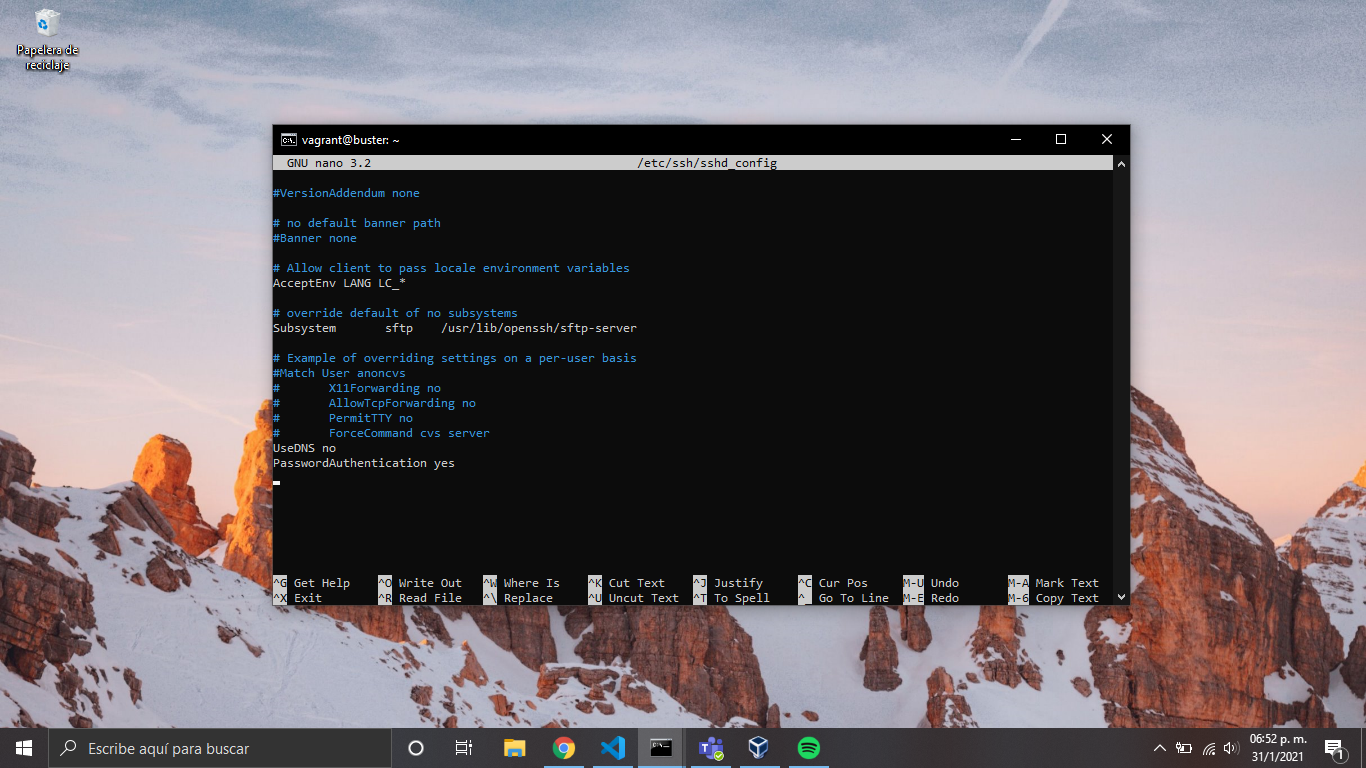 Papelera de
reciclaje
vagrant@buster: ~
GNU nano 3.2 /etc/ssh/sshd_config
#VersionAddendum none
# no default banner path
#Banner none
# Allow client to pass locale environment variables
AcceptEnv LANG LC_*
# override default of no subsystems
Subsystem sftp /usr/lib/openssh/sftp-server
# Example of overriding settings on a per-user basis
#Match User anoncvs
# X11Forwarding no
# AllowTcpForwarding no
# PermitTTY no
# ForceCommand cvs server
UseDNS no
PasswordAuthentication yes
^G Get Help ^O Write Out ^W Where Is ^K Cut Text ^J Justify ^C Cur Pos M-U Undo M-A Mark Text
^X Exit ^R Read File ^\ Replace ^U Uncut Text ^T To Spell ^_ Go To Line M-E Redo M-6 Copy Text
Escribe aquí para buscar
06:52 p. m.
31/1/2021
1